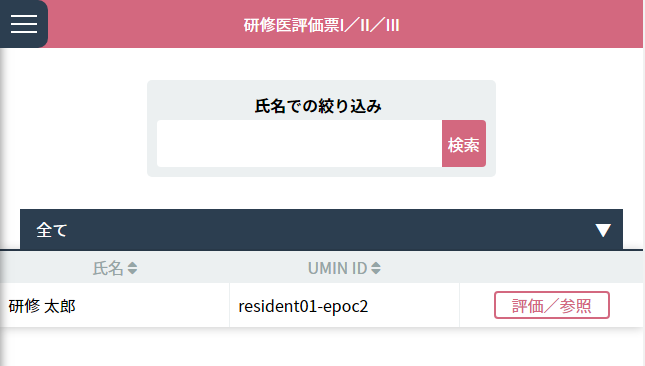 研修医評価票I／II／III
氏名での絞り込み
検索
全て ▼
氏名 UMIN ID
研修 太郎 resident01-epoc2 評価／参照